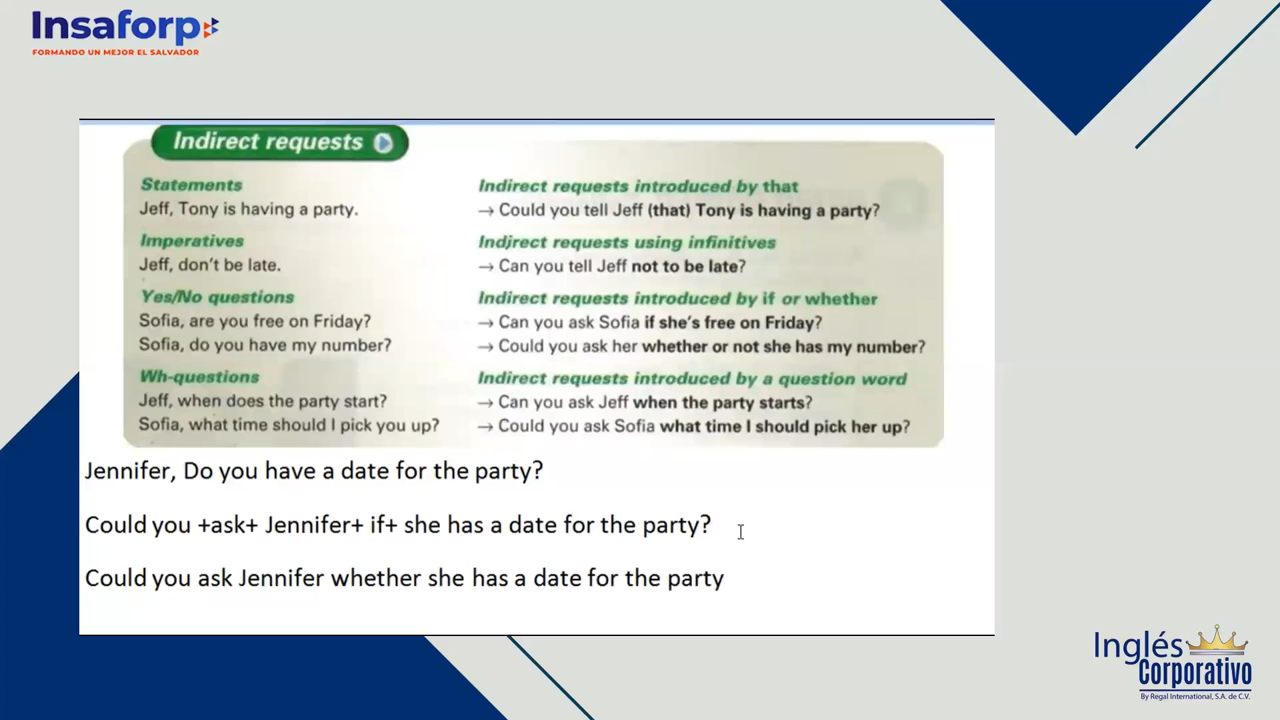 Insaforp
FORMANDO UN MEJOR EL SALVADOR
Indirect requests
Statements
Jeff, Tony is having a party.
Indirect requests introduced by that
→ Could you tell Jeff (that) Tony is having a party?
Imperatives
Jeff, don't be late.
Indirect requests using infinitives
→ Can you tell Jeff not to be late?
Yes/No questions
Sofia, are you free on Friday?
Sofia, do you have my number?
Indirect requests introduced by if or whether
→ Can you ask Sofia if she's free on Friday?
→ Could you ask her whether or not she has my number?
Wh-questions
Jeff, when does the party start?
Sofia, what time should I pick you up?
Indirect requests introduced by a question word
→ Can you ask Jeff when the party starts?
→ Could you ask Sofia what time I should pick her up?
Jennifer, Do you have a date for the party?
Could you +ask+ Jennifer+ if+ she has a date for the party?
Could you ask Jennifer whether she has a date for the party
Inglés
Corporativo
By Regal International, S.A. de C.V.